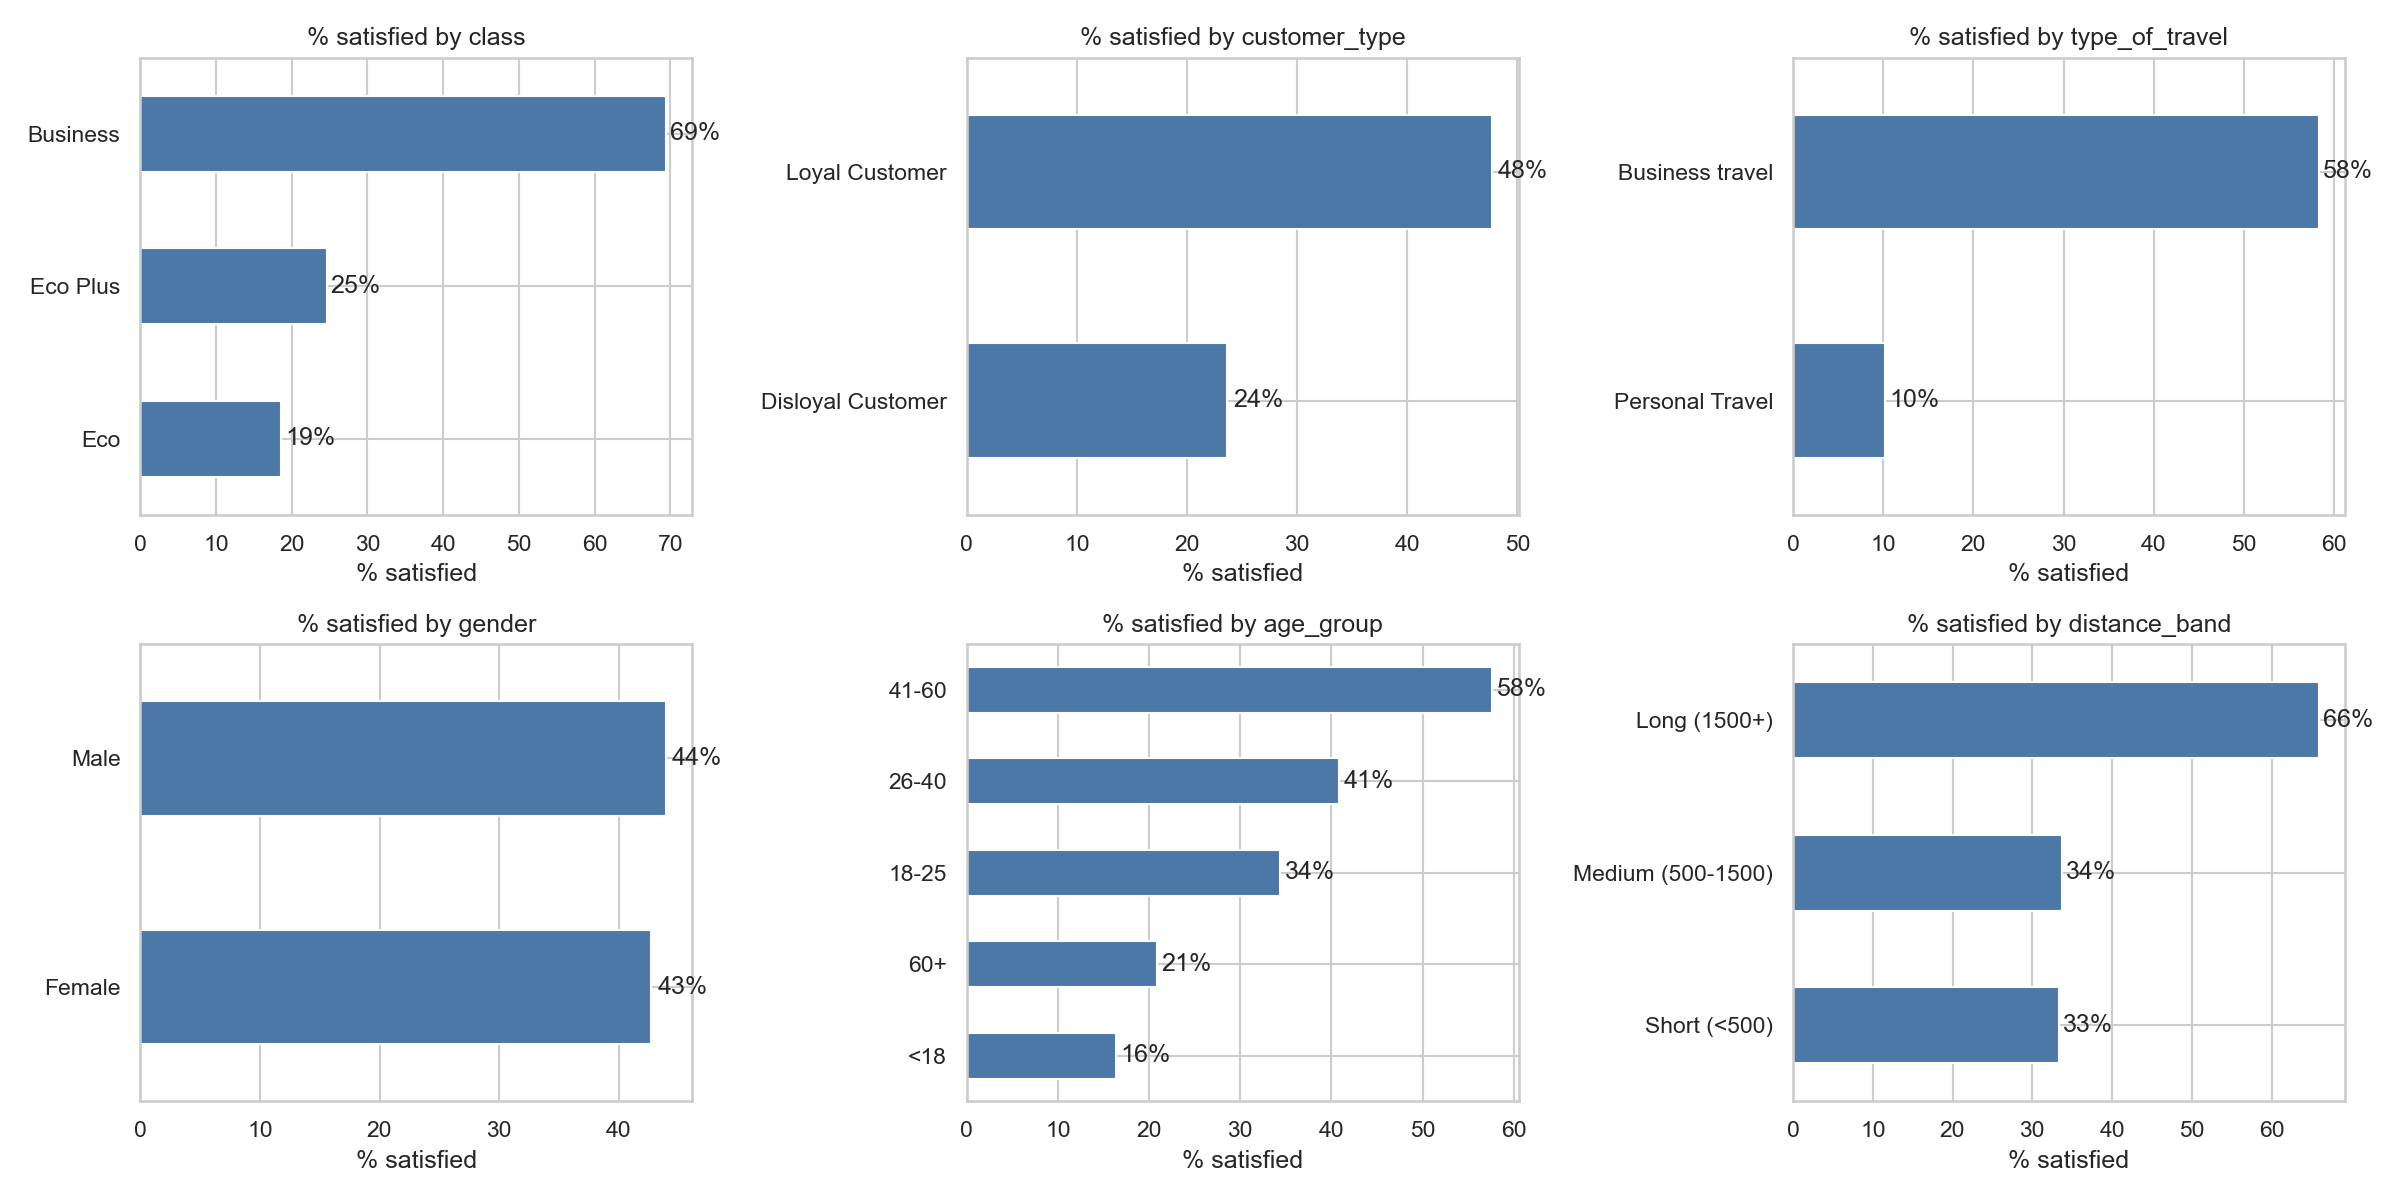 % satisfied by class
Business
69%
Eco Plus
25%
Eco
19%
0 10 20 30 40 50 60 70
% satisfied
% satisfied by customer_type
Loyal Customer
48%
Disloyal Customer
24%
0 10 20 30 40 50
% satisfied
% satisfied by type_of_travel
Business travel
58%
Personal Travel
10%
0 10 20 30 40 50 60
% satisfied
% satisfied by gender
Male
44%
Female
43%
0 10 20 30 40
% satisfied
% satisfied by age_group
41-60
58%
26-40
41%
18-25
34%
60+
21%
<18
16%
0 10 20 30 40 50 60
% satisfied
% satisfied by distance_band
Long (1500+)
66%
Medium (500-1500)
34%
Short (<500)
33%
0 10 20 30 40 50 60
% satisfied